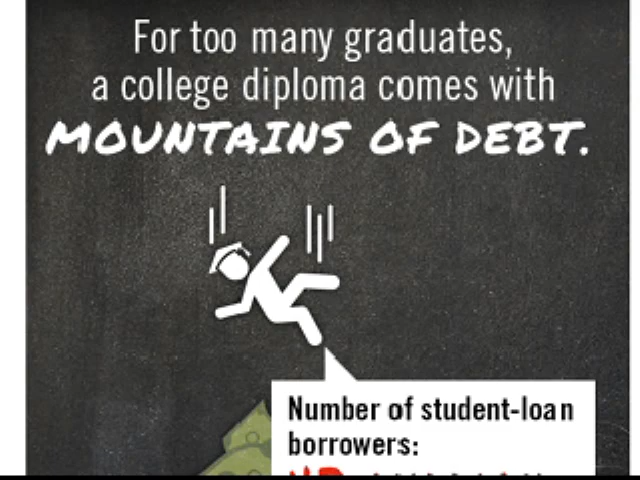 For too many graduates,
a college diploma comes with
MOUNTAINS OF DEBT.
Number of student-loan
borrowers: